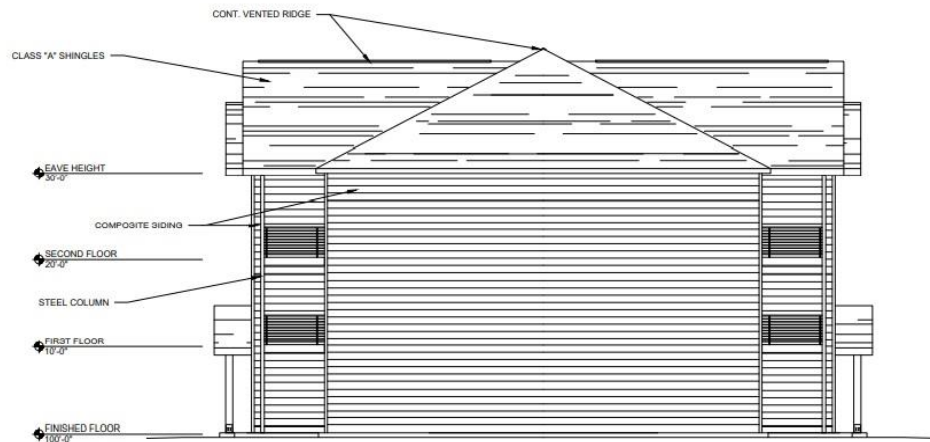 CONT. VENTED RIDGE
CLASS "A" SHINGLES
EAVE HEIGHT
30'-0"
COMPOSITE SIDING
SECOND FLOOR
20'-0"
STEEL COLUMN
FIRST FLOOR
10'-0"
FINISHED FLOOR
100'-0"